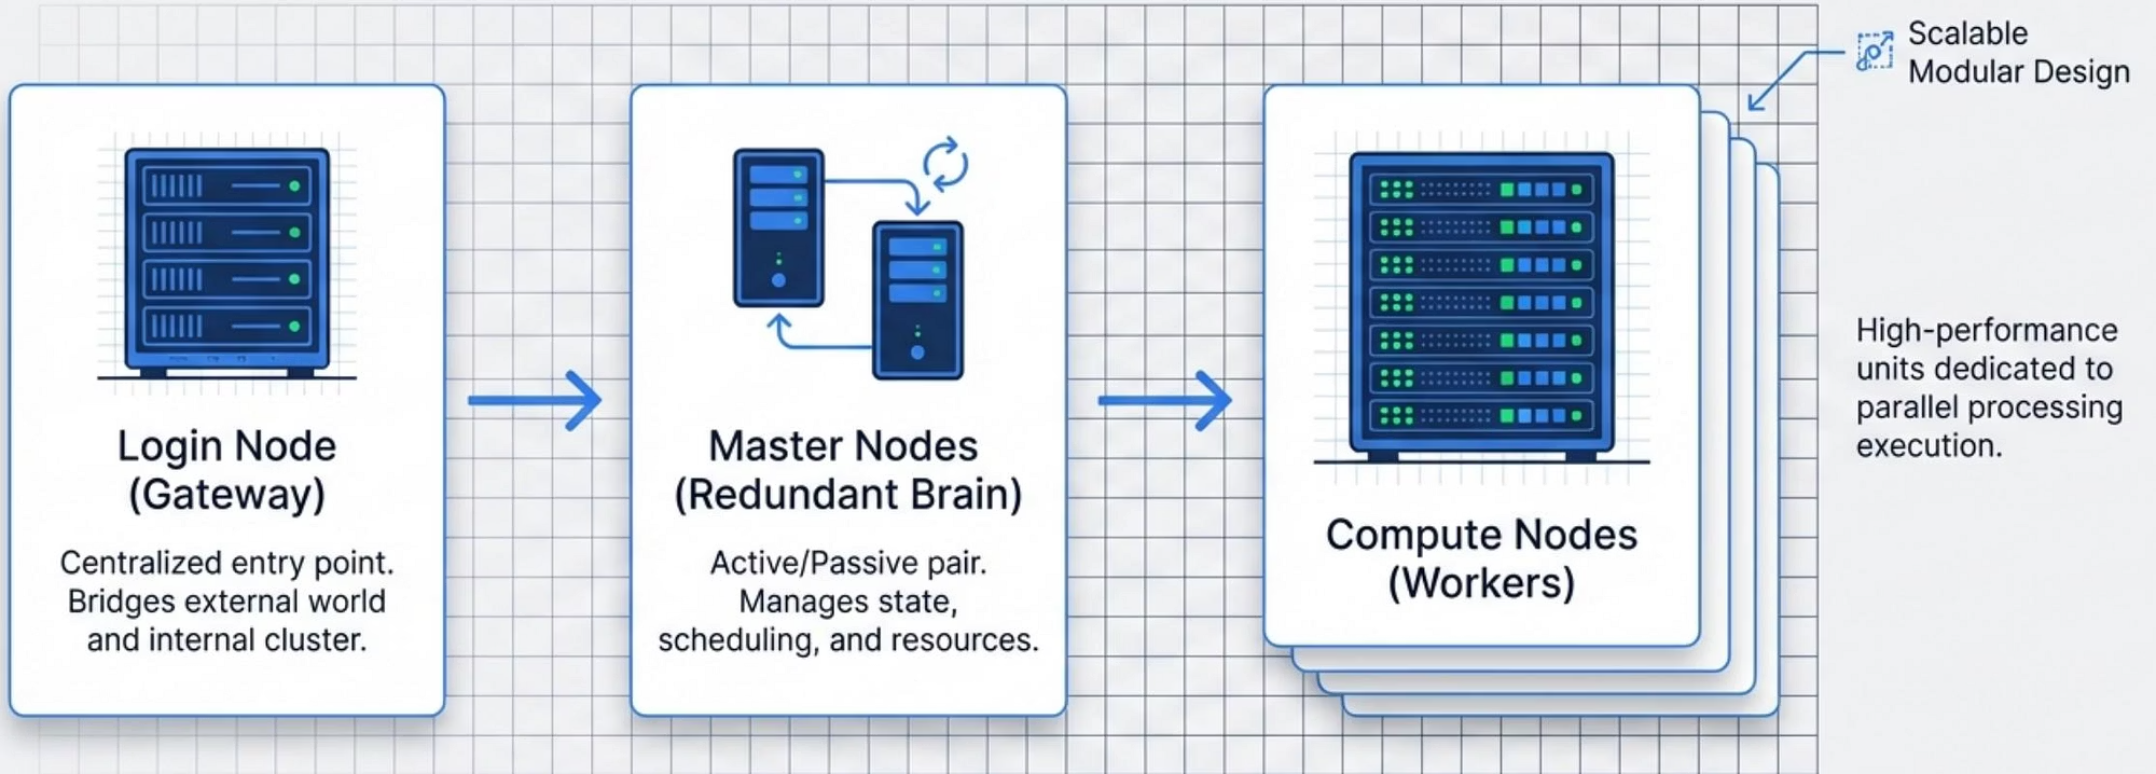 Scalable
Modular Design
Login Node
(Gateway)
Centralized entry point.
Bridges external world
and internal cluster.
Master Nodes
(Redundant Brain)
Active/Passive pair.
Manages state,
scheduling, and resources.
Compute Nodes
(Workers)
High-performance
units dedicated to
parallel processing
execution.